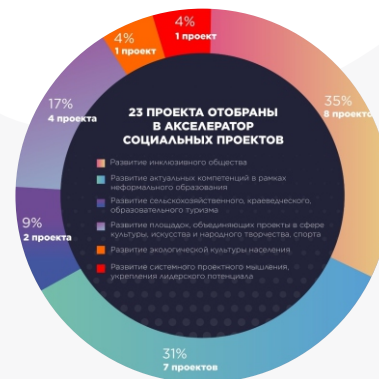 4%
1 проект
4%
1 проект
35%
8 проектов
17%
4 проекта
23 ПРОЕКТА ОТОБРАНЫ
В АКСЕЛЕРАТОР
СОЦИАЛЬНЫХ ПРОЕКТОВ
Развитие инклюзивного общества
Развитие актуальных компетенций в рамках
неформального образования
Развитие сельскохозяйственного, краеведческого,
образовательного туризма
Развитие площадок, объединяющих проекты в сфере
культуры, искусства и народного творчества, спорта
Развитие экологической культуры населения
Развитие системного проектного мышления,
укрепления лидерского потенциала
9%
2 проекта
31%
7 проектов